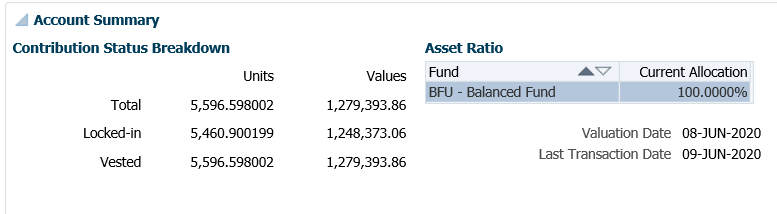 Account Summary
Contribution Status Breakdown
Units Values
Total 5,596.598002 1,279,393.86
Locked-in 5,460.900199 1,248,373.06
Vested 5,596.598002 1,279,393.86
Asset Ratio
Fund Current Allocation
BFU - Balanced Fund 100.0000%
Valuation Date 08-JUN-2020
Last Transaction Date 09-JUN-2020